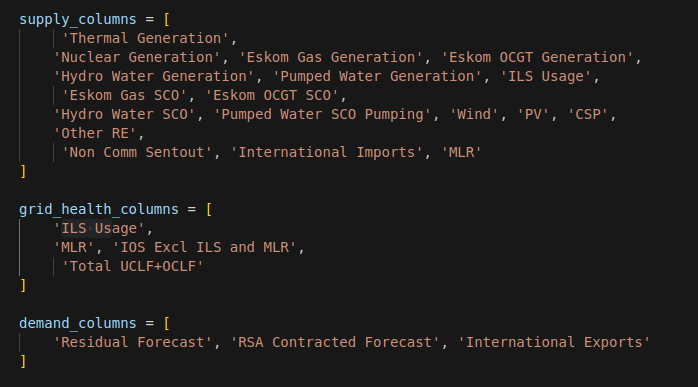 supply_columns = [
'Thermal Generation',
'Nuclear Generation', 'Eskom Gas Generation', 'Eskom OCGT Generation',
'Hydro Water Generation', 'Pumped Water Generation', 'ILS Usage',
'Eskom Gas SCO', 'Eskom OCGT SCO',
'Hydro Water SCO', 'Pumped Water SCO Pumping', 'Wind', 'PV', 'CSP',
'Other RE',
'Non Comm Sentout', 'International Imports', 'MLR'
]
grid_health_columns = [
'ILS Usage',
'MLR', 'IOS Excl ILS and MLR',
'Total UCLF+OCLF'
]
demand_columns = [
'Residual Forecast', 'RSA Contracted Forecast', 'International Exports'
]